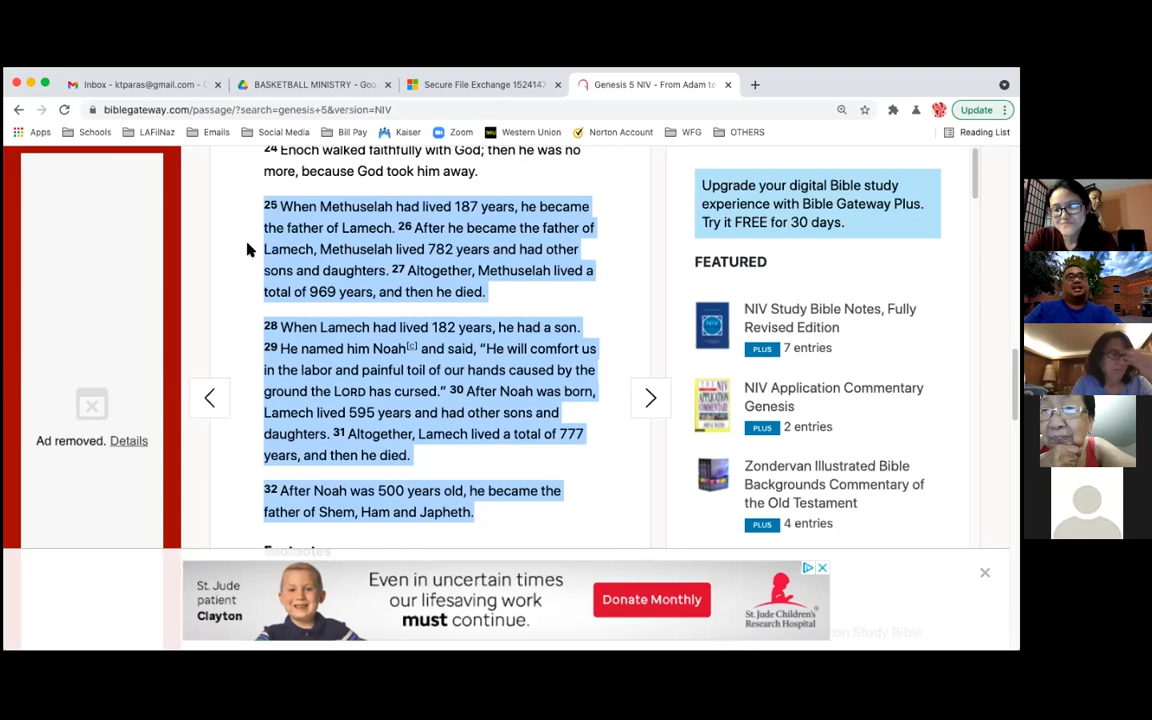 Inbox - ktparas@gmail.com -
BASKETBALL MINISTRY - Goo
Secure File Exchange 1524147
Genesis 5 NIV - From Adam to
biblegateway.com/passage/?search=genesis+5&version=NIV
Update
Apps
Schools
LAFilNaz
Emails
Social Media
Bill Pay
Kaiser
Zoom
Western Union
Norton Account
WFG
OTHERS
Reading List
24 Enoch walked faithfully with God; then he was no
more, because God took him away.
25 When Methuselah had lived 187 years, he became
the father of Lamech. 26 After he became the father of
Lamech, Methuselah lived 782 years and had other
sons and daughters. 27 Altogether, Methuselah lived a
total of 969 years, and then he died.
28 When Lamech had lived 182 years, he had a son.
29 He named him Noah[c] and said, “He will comfort us
in the labor and painful toil of our hands caused by the
ground the LORD has cursed.” 30 After Noah was born,
Lamech lived 595 years and had other sons and
daughters. 31 Altogether, Lamech lived a total of 777
years, and then he died.
32 After Noah was 500 years old, he became the
father of Shem, Ham and Japheth.
Footnotes
Ad removed. Details
Upgrade your digital Bible study
experience with Bible Gateway Plus.
Try it FREE for 30 days.
FEATURED
NIV Study Bible Notes, Fully
Revised Edition
PLUS 7 entries
NIV Application Commentary
Genesis
PLUS 2 entries
Zondervan Illustrated Bible
Backgrounds Commentary of
the Old Testament
PLUS 4 entries
St. Jude
patient
Clayton
Even in uncertain times
our lifesaving work
must continue.
Donate Monthly
St. Jude Children's
Research Hospital
Study Bible